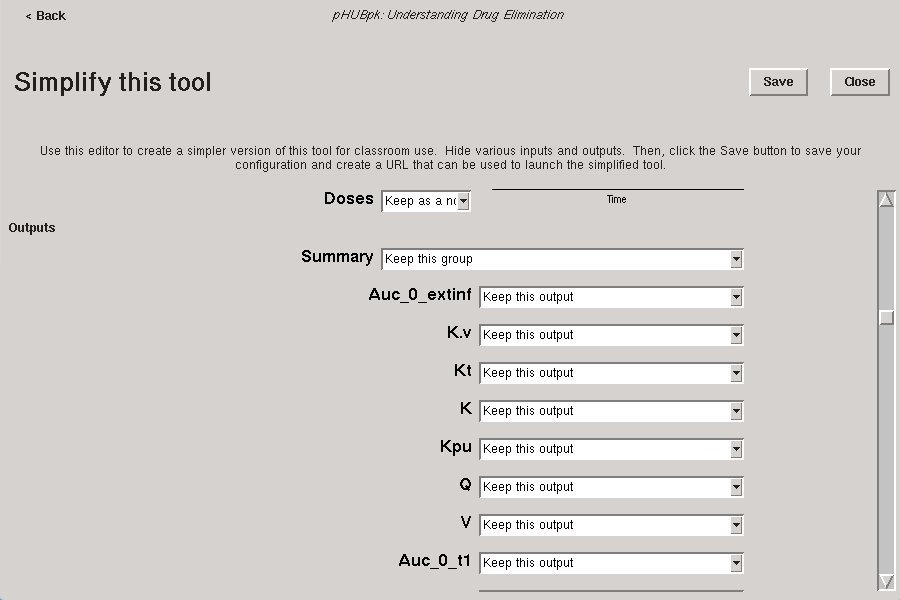 < Back
pHUBpk: Understanding Drug Elimination
Simplify this tool
Save
Close
Use this editor to create a simpler version of this tool for classroom use. Hide various inputs and outputs. Then, click the Save button to save your
configuration and create a URL that can be used to launch the simplified tool.
Doses Keep as a no
Time
Outputs
Summary Keep this group
Auc_0_extinf Keep this output
K.v Keep this output
Kt Keep this output
K Keep this output
Kpu Keep this output
Q Keep this output
V Keep this output
Auc_0_t1 Keep this output